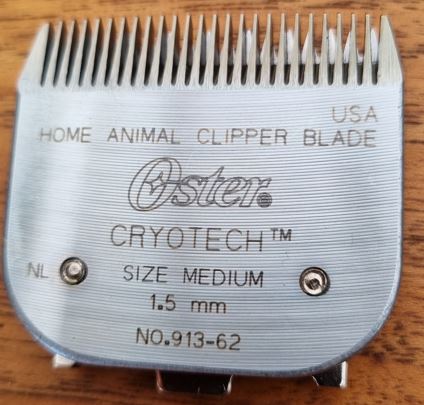 USA
HOME ANIMAL CLIPPER BLADE
Oster®
CRYOTECH™
NL SIZE MEDIUM
1.5 mm
NO.913-62